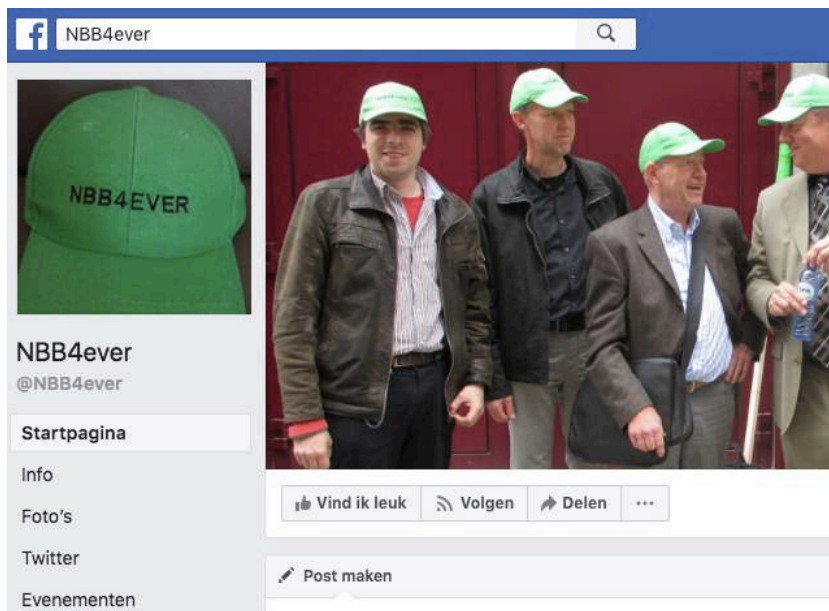 f
NBB4ever
NBB4EVER
NBB4ever
@NBB4ever
Startpagina
Info
Foto's
Twitter
Evenementen
Vind ik leuk
Volgen
Delen
Post maken